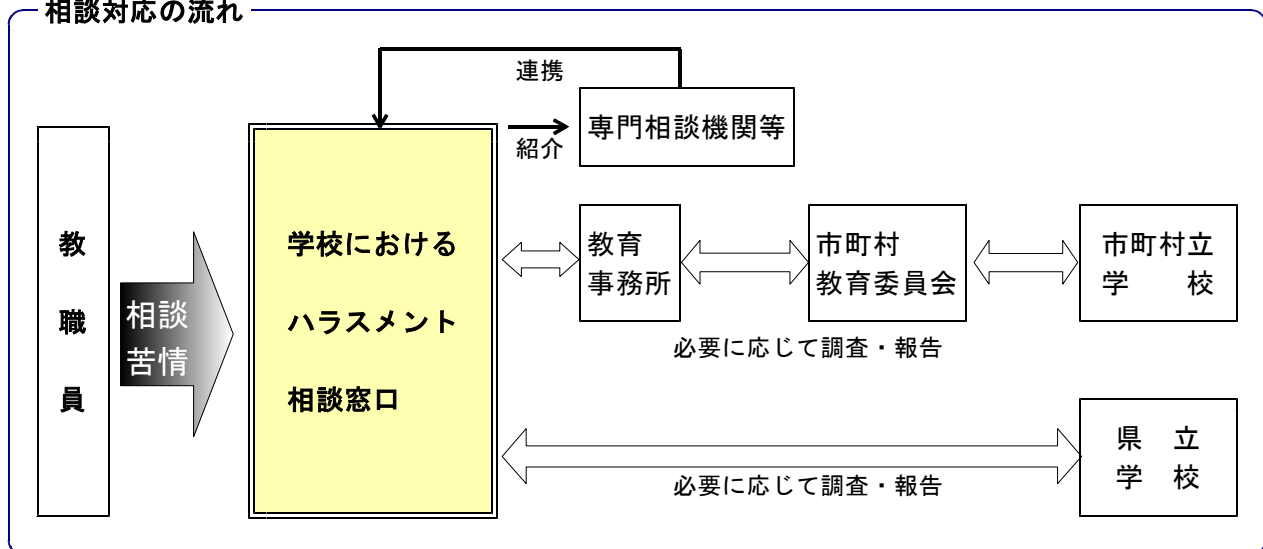 相談対応の流れ
連携
専門相談機関等
紹介
教職員
相談
苦情
学校における
ハラスメント
相談窓口
教育
事務所
市町村
教育委員会
市町村立
学　　校
必要に応じて調査・報告
県　立
学　校
必要に応じて調査・報告